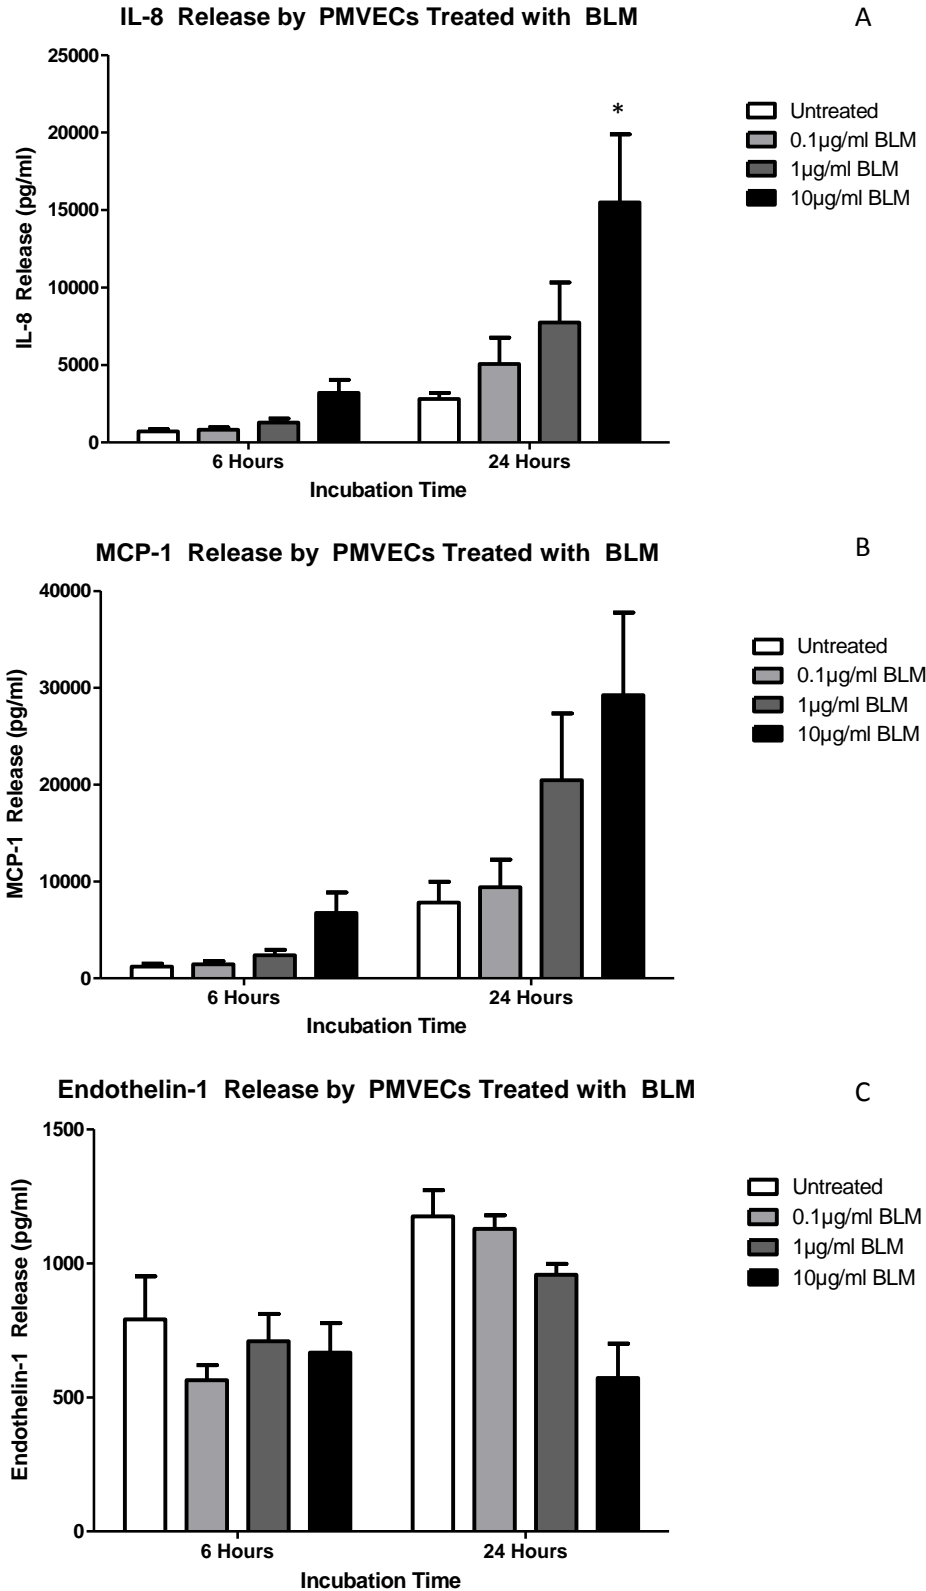 IL-8 Release by PMVECs Treated with BLM
A
25000
20000
15000
10000
5000
0
IL-8 Release (pg/ml)
*
Untreated
0.1µg/ml BLM
1µg/ml BLM
10µg/ml BLM
6 Hours
24 Hours
Incubation Time
MCP-1 Release by PMVECs Treated with BLM
B
40000
30000
20000
10000
0
MCP-1 Release (pg/ml)
Untreated
0.1µg/ml BLM
1µg/ml BLM
10µg/ml BLM
6 Hours
24 Hours
Incubation Time
Endothelin-1 Release by PMVECs Treated with BLM
C
1500
1000
500
0
Endothelin-1 Release (pg/ml)
Untreated
0.1µg/ml BLM
1µg/ml BLM
10µg/ml BLM
6 Hours
24 Hours
Incubation Time